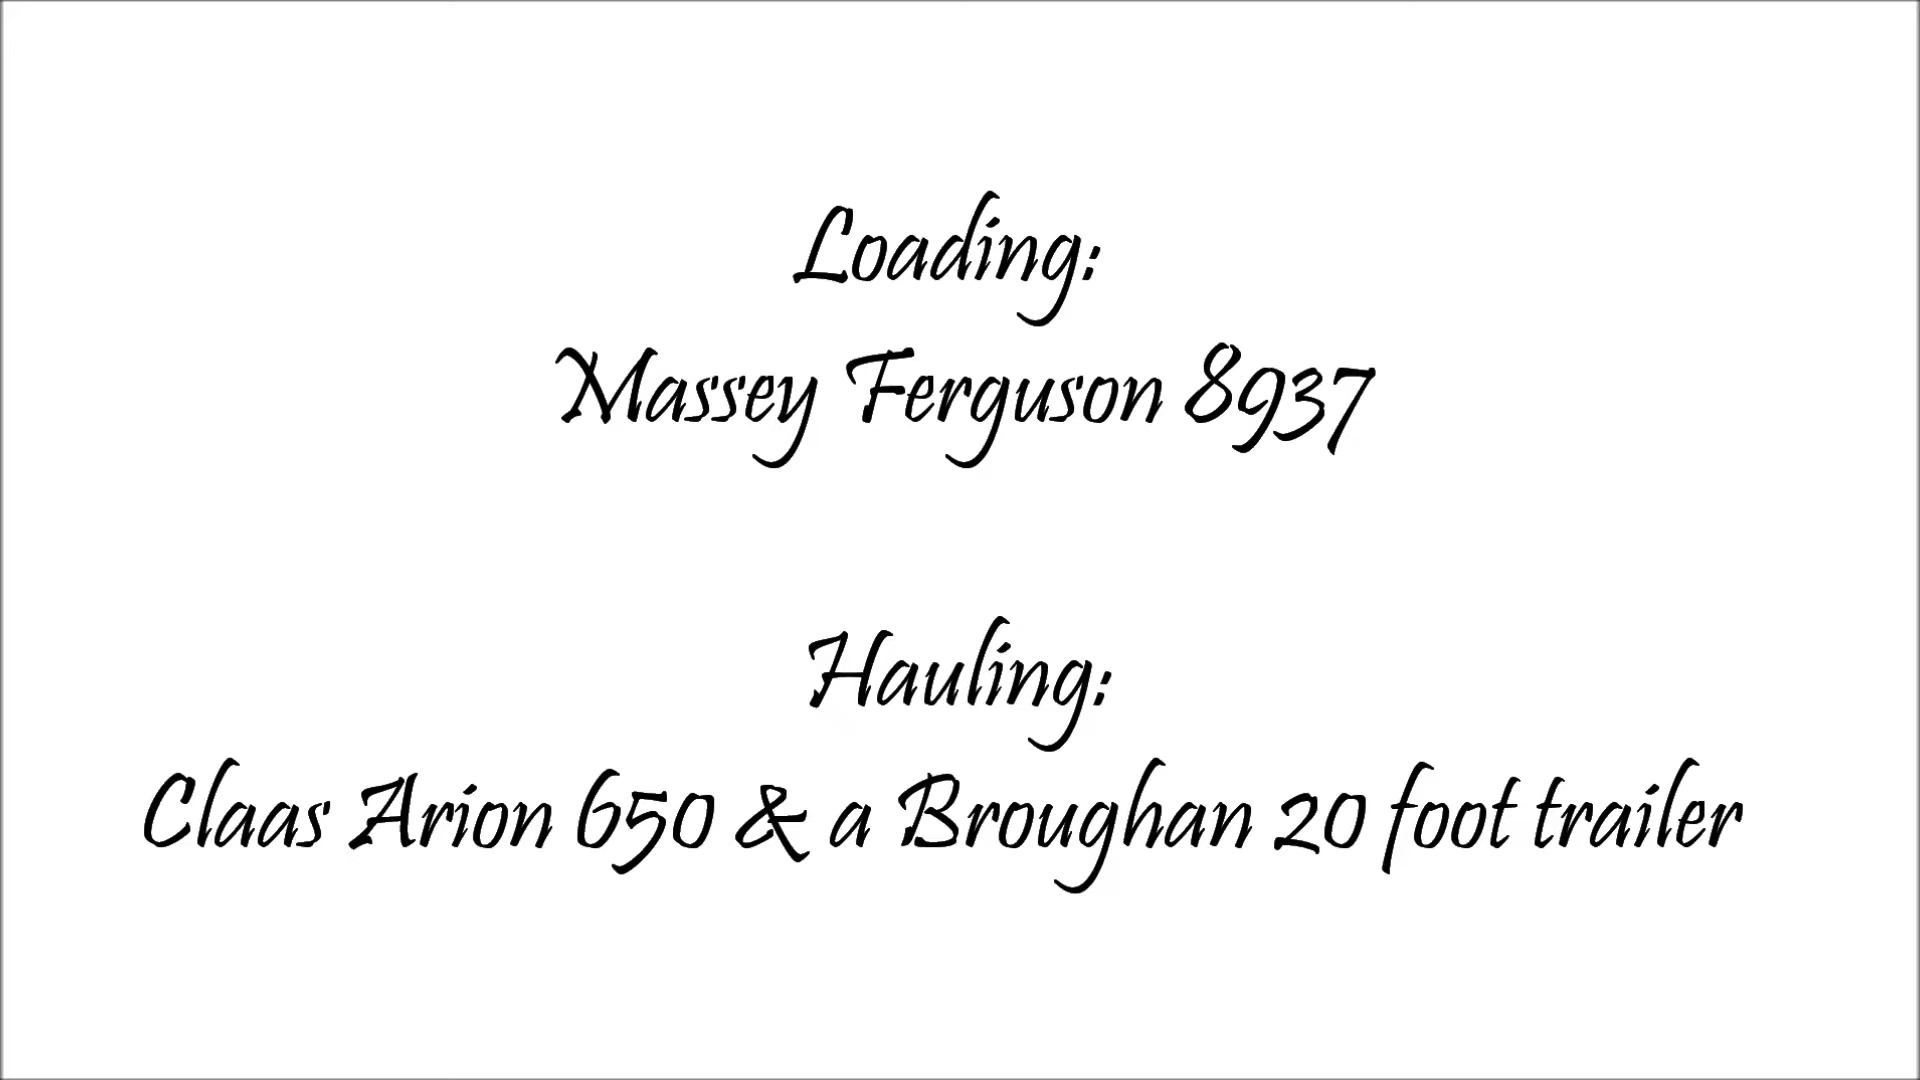 Loading:
Massey Ferguson 8937
Hauling:
Claas Arion 650 & a Broughan 20 foot trailer